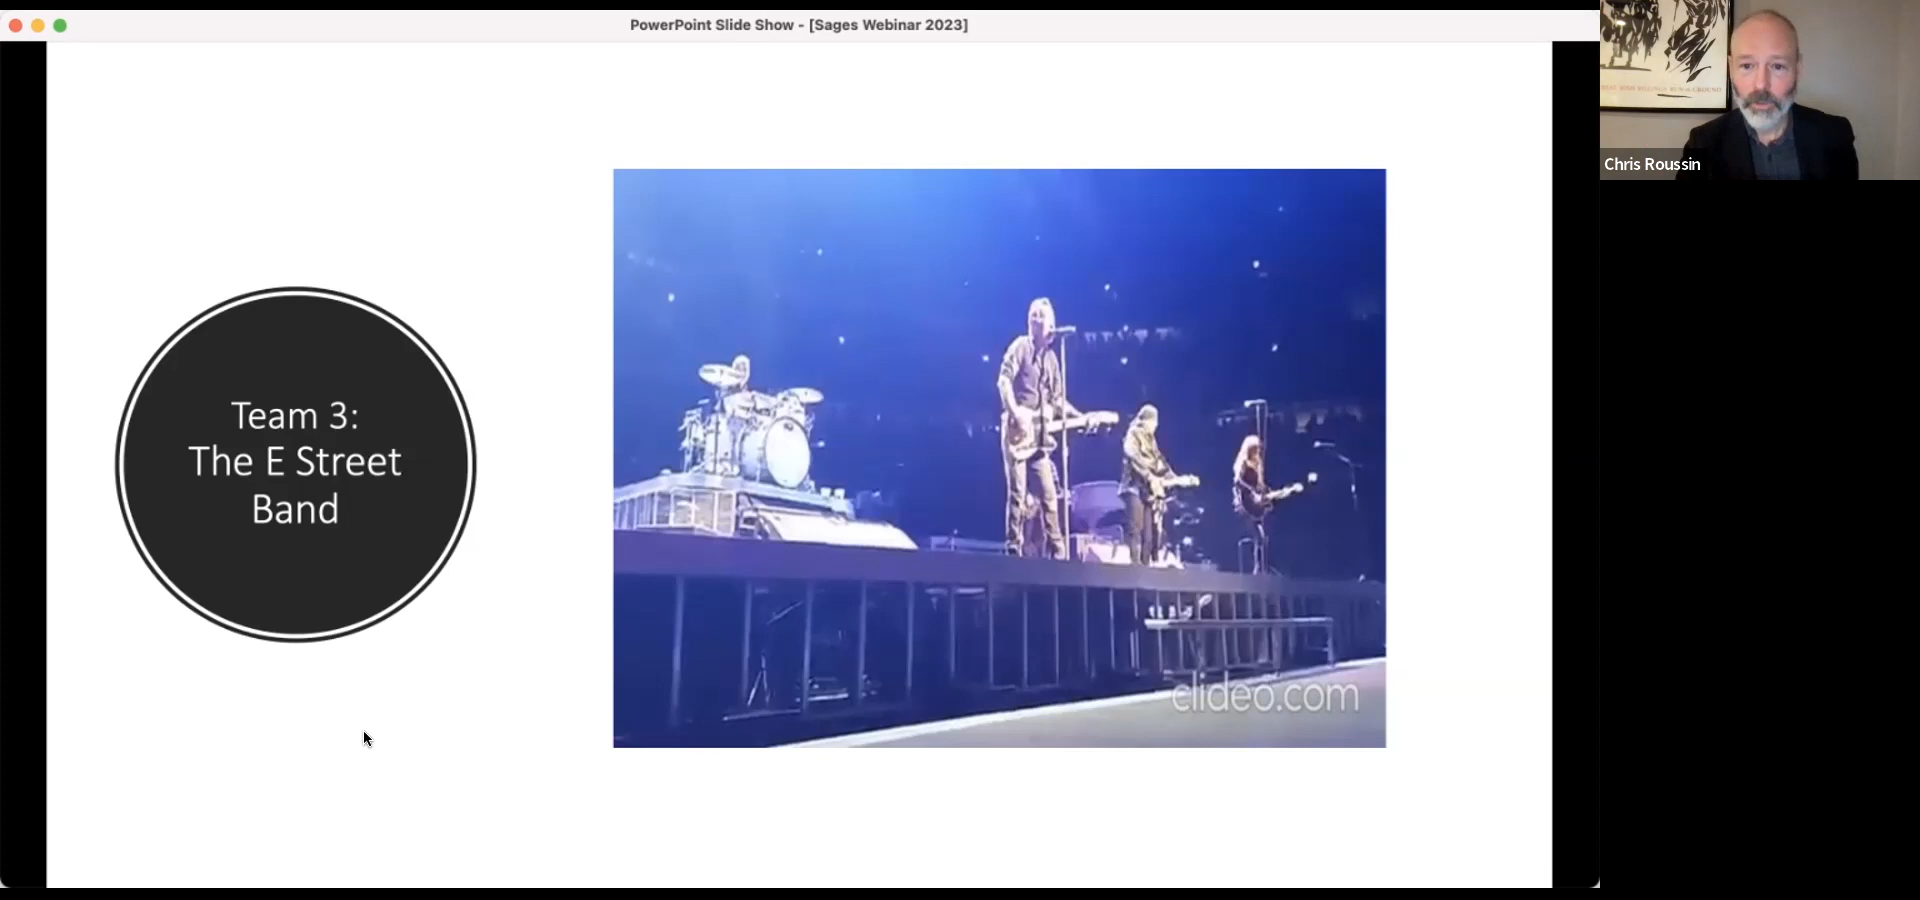 PowerPoint Slide Show - [Sages Webinar 2023]
Chris Roussin
Team 3:
The E Street
Band
elideo.com